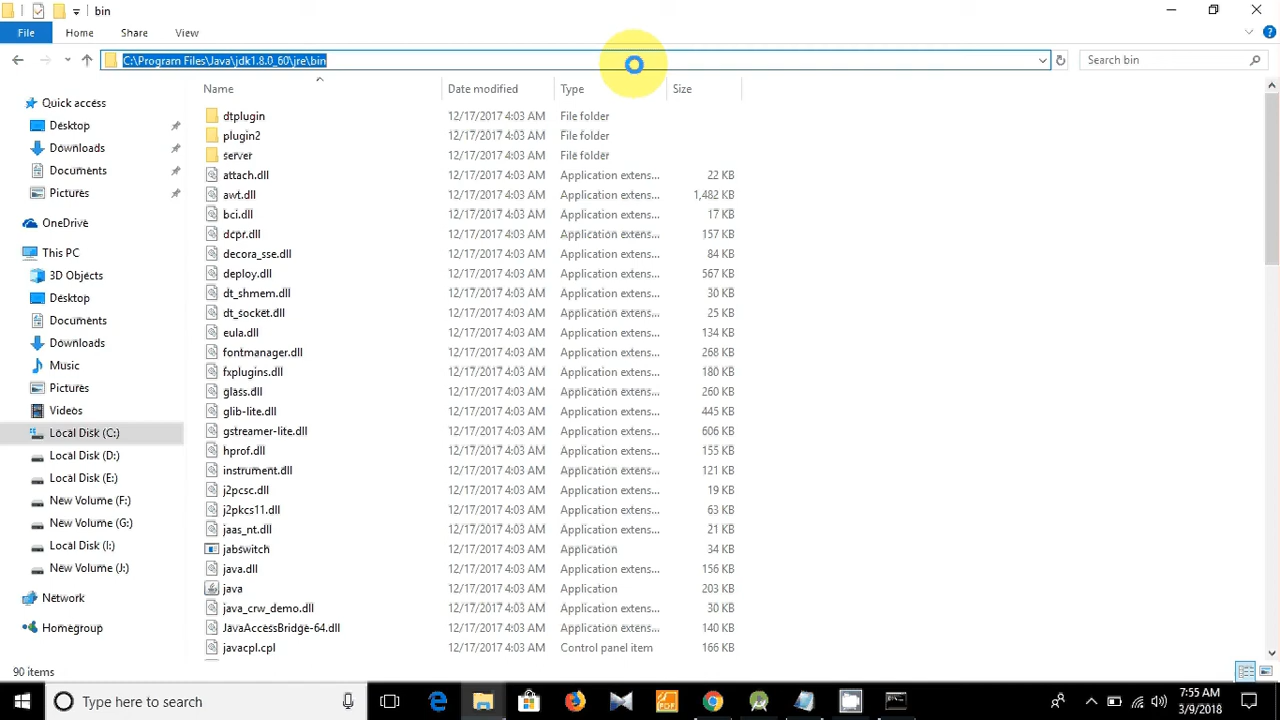 bin
File Home Share View
C:\Program Files\Java\jdk1.8.0_60\jre\bin Search bin
Name Date modified Type Size
Quick access
Desktop
Downloads
Documents
Pictures
OneDrive
This PC
3D Objects
Desktop
Documents
Downloads
Music
Pictures
Videos
Local Disk (C:)
Local Disk (D:)
Local Disk (E:)
New Volume (F:)
New Volume (G:)
Local Disk (I:)
New Volume (J:)
Network
Homegroup
dtplugin 12/17/2017 4:03 AM File folder
plugin2 12/17/2017 4:03 AM File folder
server 12/17/2017 4:03 AM File folder
attach.dll 12/17/2017 4:03 AM Application extens... 22 KB
awt.dll 12/17/2017 4:03 AM Application extens... 1,482 KB
bci.dll 12/17/2017 4:03 AM Application extens... 17 KB
dcpr.dll 12/17/2017 4:03 AM Application extens... 157 KB
decora_sse.dll 12/17/2017 4:03 AM Application extens... 84 KB
deploy.dll 12/17/2017 4:03 AM Application extens... 567 KB
dt_shmem.dll 12/17/2017 4:03 AM Application extens... 30 KB
dt_socket.dll 12/17/2017 4:03 AM Application extens... 25 KB
eula.dll 12/17/2017 4:03 AM Application extens... 134 KB
fontmanager.dll 12/17/2017 4:03 AM Application extens... 268 KB
fxplugins.dll 12/17/2017 4:03 AM Application extens... 180 KB
glass.dll 12/17/2017 4:03 AM Application extens... 260 KB
glib-lite.dll 12/17/2017 4:03 AM Application extens... 445 KB
gstreamer-lite.dll 12/17/2017 4:03 AM Application extens... 606 KB
hprof.dll 12/17/2017 4:03 AM Application extens... 155 KB
instrument.dll 12/17/2017 4:03 AM Application extens... 121 KB
j2pcsc.dll 12/17/2017 4:03 AM Application extens... 19 KB
j2pkcs11.dll 12/17/2017 4:03 AM Application extens... 63 KB
jaas_nt.dll 12/17/2017 4:03 AM Application extens... 21 KB
jabswitch 12/17/2017 4:03 AM Application 34 KB
java.dll 12/17/2017 4:03 AM Application extens... 156 KB
java 12/17/2017 4:03 AM Application 203 KB
java_crw_demo.dll 12/17/2017 4:03 AM Application extens... 30 KB
JavaAccessBridge-64.dll 12/17/2017 4:03 AM Application extens... 140 KB
javacpl.cpl 12/17/2017 4:03 AM Control panel item 166 KB
90 items
Type here to search
PDF
7:55 AM
3/9/2018